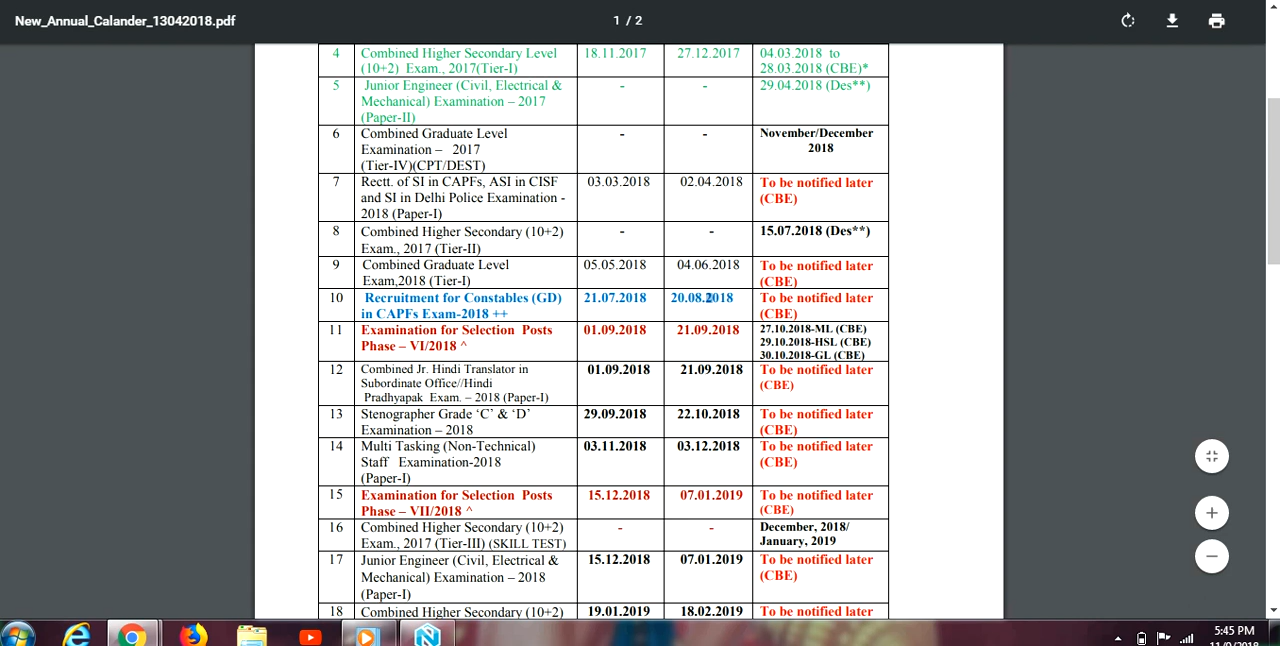 New_Annual_Calander_13042018.pdf
1 / 2
4 Combined Higher Secondary Level 18.11.2017 27.12.2017 04.03.2018 to
(10+2) Exam., 2017(Tier-I) 28.03.2018 (CBE)*
5 Junior Engineer (Civil, Electrical & - - 29.04.2018 (Des**)
Mechanical) Examination – 2017
(Paper-II)
6 Combined Graduate Level - - November/December
Examination – 2017 2018
(Tier-IV)(CPT/DEST)
7 Rectt. of SI in CAPFs, ASI in CISF 03.03.2018 02.04.2018 To be notified later
and SI in Delhi Police Examination - (CBE)
2018 (Paper-I)
8 Combined Higher Secondary (10+2) - - 15.07.2018 (Des**)
Exam., 2017 (Tier-II)
9 Combined Graduate Level 05.05.2018 04.06.2018 To be notified later
Exam,2018 (Tier-I) (CBE)
10 Recruitment for Constables (GD) 21.07.2018 20.08.2018 To be notified later
in CAPFs Exam-2018 ++ (CBE)
11 Examination for Selection Posts 01.09.2018 21.09.2018 27.10.2018-ML (CBE)
Phase – VI/2018 ^ 29.10.2018-HSL (CBE)
30.10.2018-GL (CBE)
12 Combined Jr. Hindi Translator in 01.09.2018 21.09.2018 To be notified later
Subordinate Office//Hindi (CBE)
Pradhyapak Exam. – 2018 (Paper-I)
13 Stenographer Grade ‘C’ & ‘D’ 29.09.2018 22.10.2018 To be notified later
Examination – 2018 (CBE)
14 Multi Tasking (Non-Technical) 03.11.2018 03.12.2018 To be notified later
Staff Examination-2018 (CBE)
(Paper-I)
15 Examination for Selection Posts 15.12.2018 07.01.2019 To be notified later
Phase – VII/2018 ^ (CBE)
16 Combined Higher Secondary (10+2) - - December, 2018/
Exam., 2017 (Tier-III) (SKILL TEST) January, 2019
17 Junior Engineer (Civil, Electrical & 15.12.2018 07.01.2019 To be notified later
Mechanical) Examination – 2018 (CBE)
(Paper-I)
18 Combined Higher Secondary (10+2) 19.01.2019 18.02.2019 To be notified later
5:45 PM